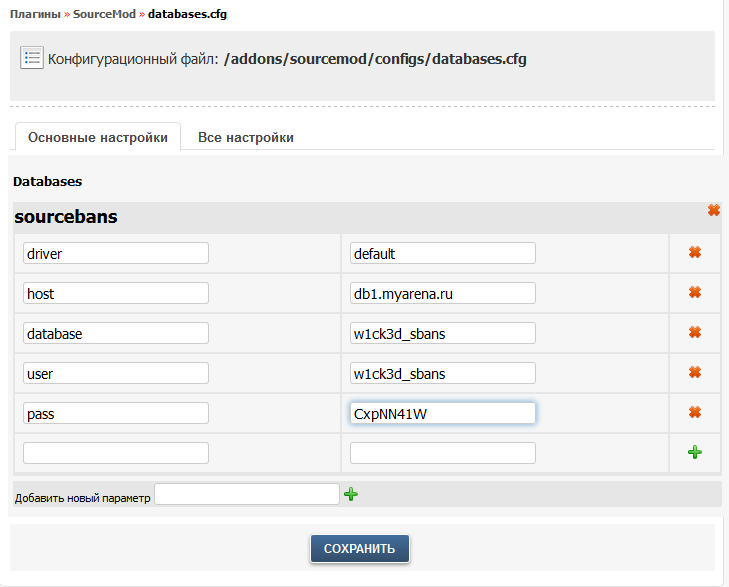 Плагины » SourceMod » databases.cfg
Конфигурационный файл: /addons/sourcemod/configs/databases.cfg
Основные настройки Все настройки
Databases
sourcebans
driver default
host db1.myarena.ru
database w1ck3d_sbans
user w1ck3d_sbans
pass CxpNN41W
Добавить новый параметр
СОХРАНИТЬ